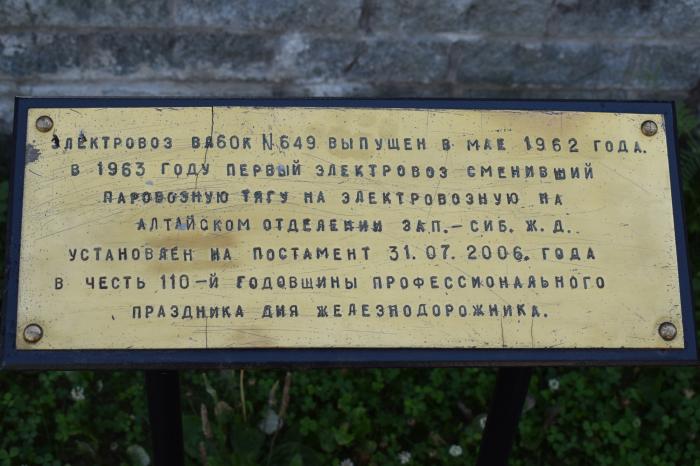 ЭЛЕКТРОВОЗ ВЛ60К N649 ВЫПУЩЕН В МАЕ 1962 ГОДА.
В 1963 ГОДУ ПЕРВЫЙ ЭЛЕКТРОВОЗ СМЕНИВШИЙ
ПАРОВОЗНУЮ ТЯГУ НА ЭЛЕКТРОВОЗНУЮ НА
АЛТАЙСКОМ ОТДЕЛЕНИИ ЗАП.-СИБ. Ж.Д.
УСТАНОВЛЕН НА ПОСТАМЕНТ 31.07.2006. ГОДА
В ЧЕСТЬ 110-Й ГОДОВЩИНЫ ПРОФЕССИОНАЛЬНОГО
ПРАЗДНИКА ДНЯ ЖЕЛЕЗНОДОРОЖНИКА.